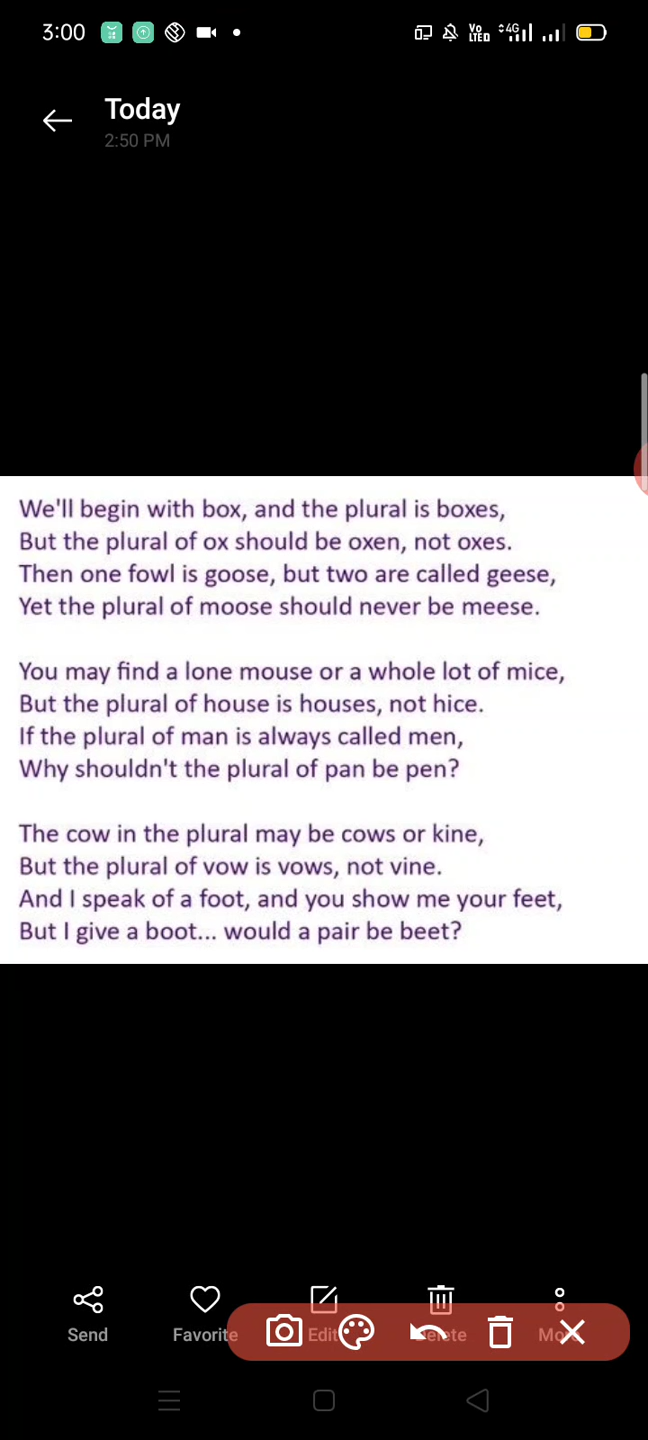 3:00
Vo LTED 4G
Today
2:50 PM
We'll begin with box, and the plural is boxes,
But the plural of ox should be oxen, not oxes.
Then one fowl is goose, but two are called geese,
Yet the plural of moose should never be meese.
You may find a lone mouse or a whole lot of mice,
But the plural of house is houses, not hice.
If the plural of man is always called men,
Why shouldn't the plural of pan be pen?
The cow in the plural may be cows or kine,
But the plural of vow is vows, not vine.
And I speak of a foot, and you show me your feet,
But I give a boot... would a pair be beet?
Send Favorite Edit Delete More